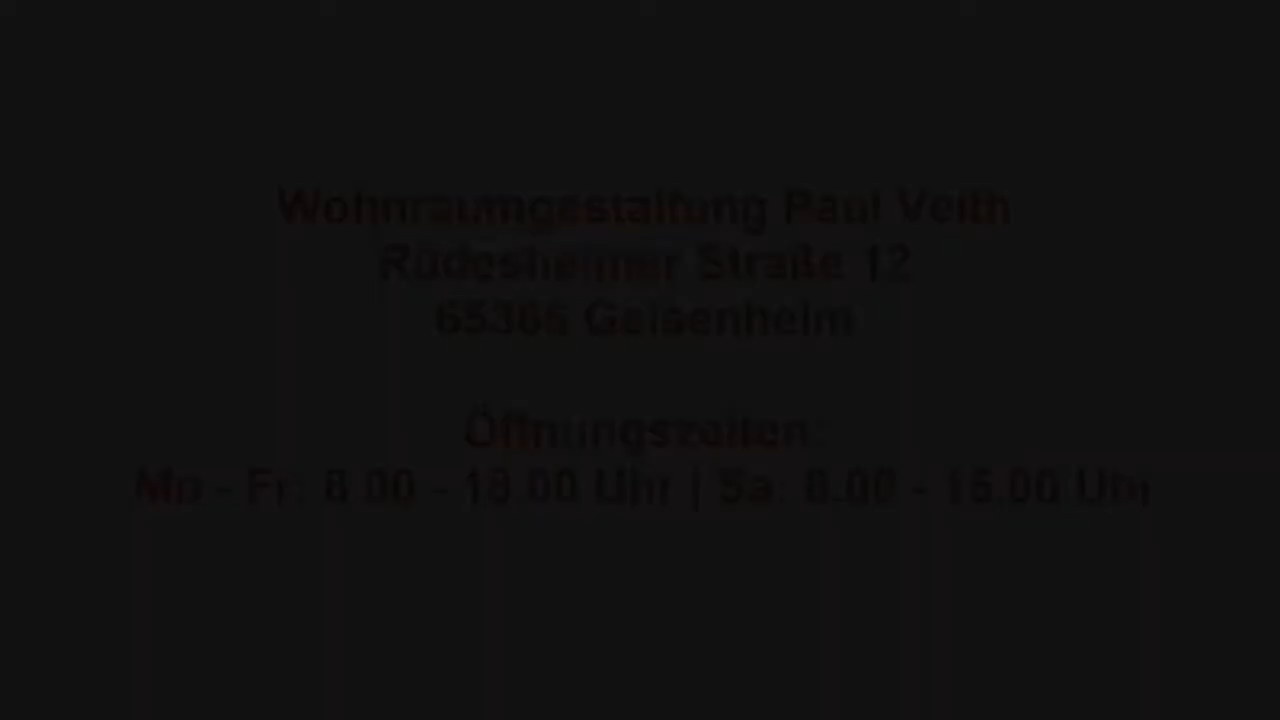 Wohnraumgestaltung Paul Veith
Rüdesheimer Straße 12
65366 Geisenheim
Öffnungszeiten:
Mo - Fr: 8.00 - 18.00 Uhr | Sa: 8.00 - 15.00 Uhr